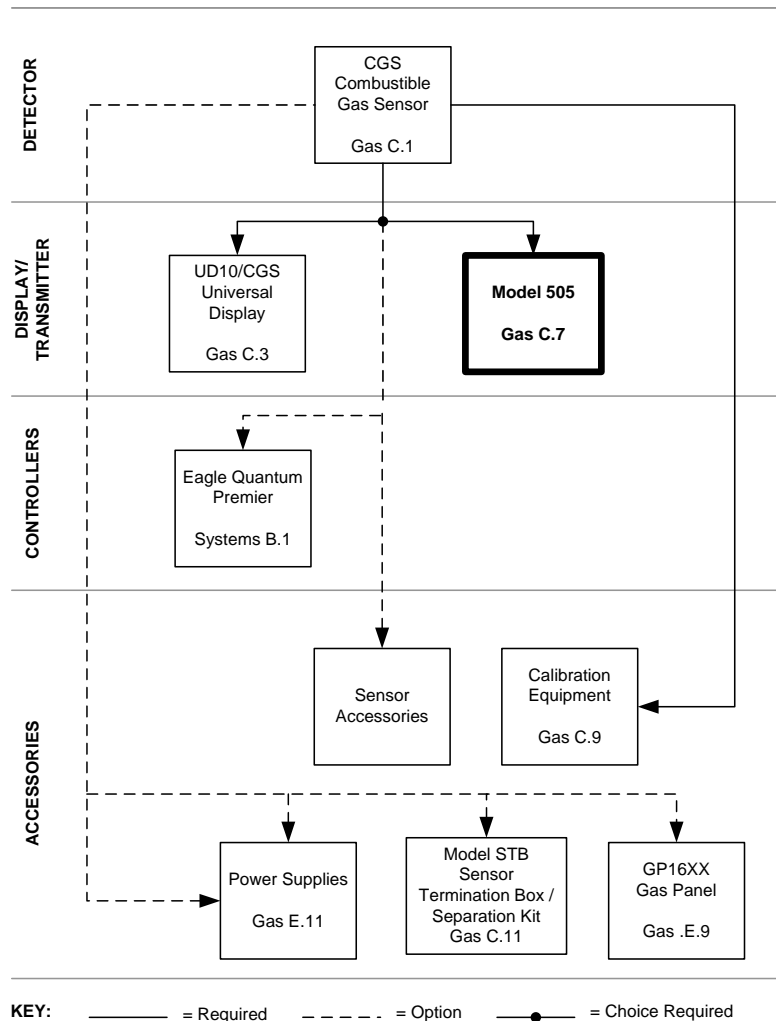 DETECTOR
CGS
Combustible
Gas Sensor
Gas C.1
DISPLAY/
TRANSMITTER
UD10/CGS
Universal
Display
Gas C.3
Model 505
Gas C.7
CONTROLLERS
Eagle Quantum
Premier
Systems B.1
ACCESSORIES
Sensor
Accessories
Calibration
Equipment
Gas C.9
Power Supplies
Gas E.11
Model STB
Sensor
Termination Box /
Separation Kit
Gas C.11
GP16XX
Gas Panel
Gas .E.9
KEY: = Required = Option = Choice Required